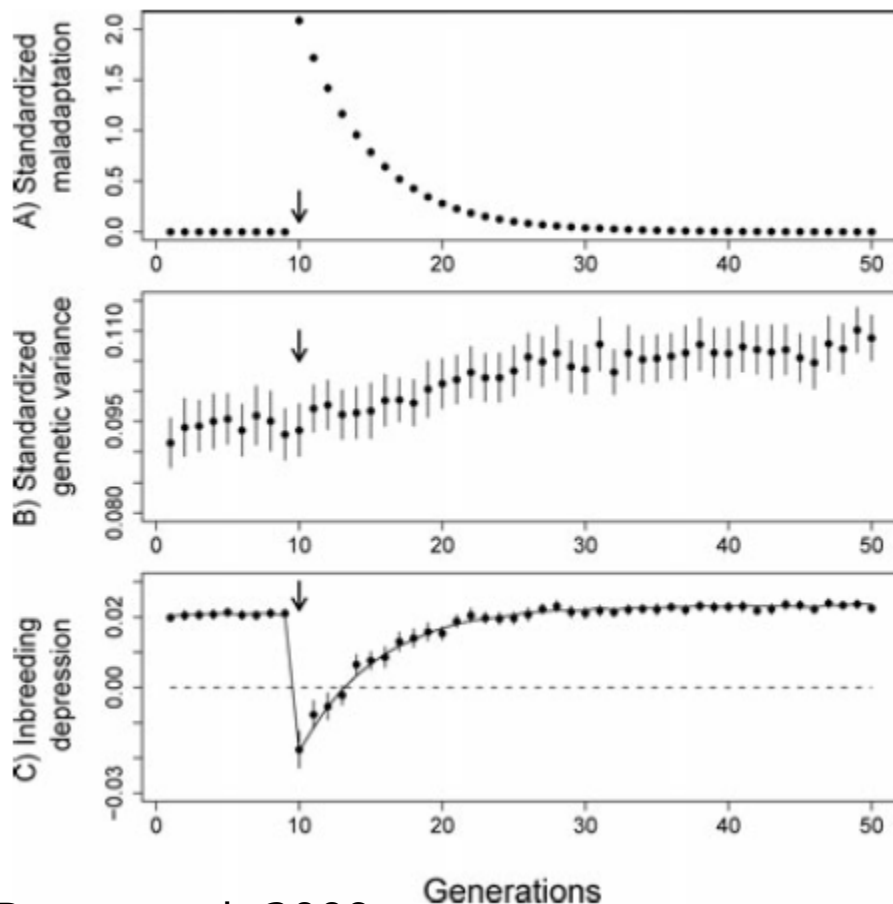 A) Standardized
maladaptation
2.0
1.5
1.0
0.5
0.0
0 10 20 30 40 50
B) Standardized
genetic variance
0.110
0.095
0.080
0 10 20 30 40 50
C) Inbreeding
depression
0.02
0.00
−0.03
0 10 20 30 40 50
Generations